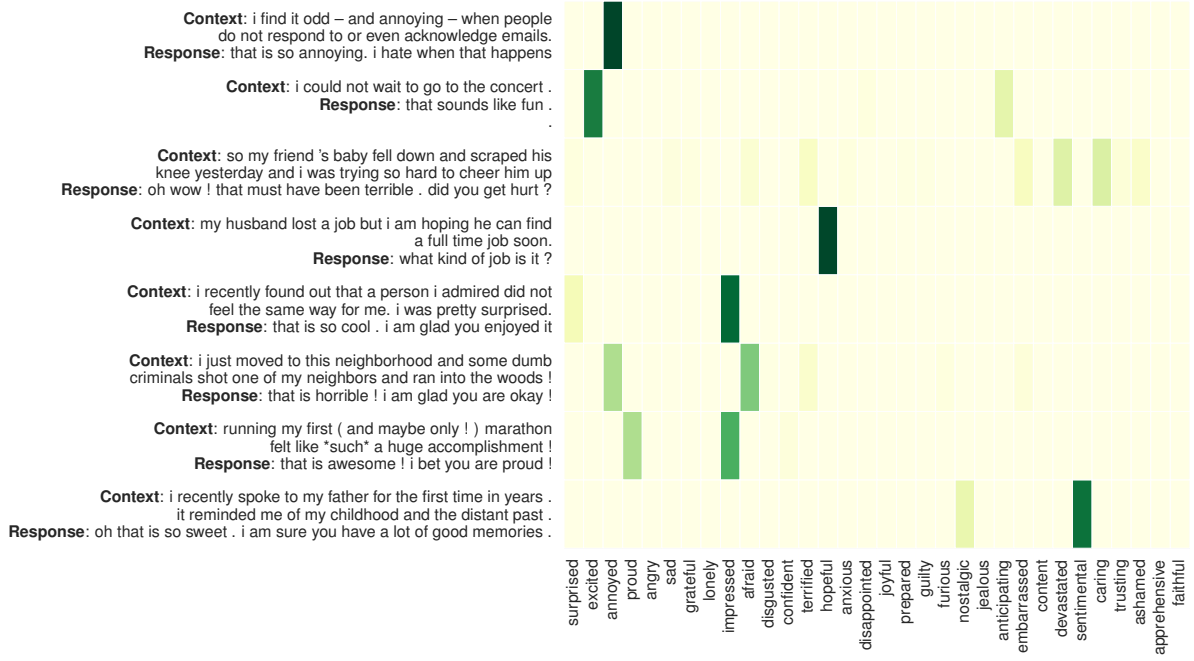 Context: i find it odd – and annoying – when people
do not respond to or even acknowledge emails.
Response: that is so annoying. i hate when that happens
Context: i could not wait to go to the concert .
Response: that sounds like fun .
.
Context: so my friend 's baby fell down and scraped his
knee yesterday and i was trying so hard to cheer him up
Response: oh wow ! that must have been terrible . did you get hurt ?
Context: my husband lost a job but i am hoping he can find
a full time job soon.
Response: what kind of job is it ?
Context: i recently found out that a person i admired did not
feel the same way for me. i was pretty surprised.
Response: that is so cool . i am glad you enjoyed it
Context: i just moved to this neighborhood and some dumb
criminals shot one of my neighbors and ran into the woods !
Response: that is horrible ! i am glad you are okay !
Context: running my first ( and maybe only ! ) marathon
felt like *such* a huge accomplishment !
Response: that is awesome ! i bet you are proud !
Context: i recently spoke to my father for the first time in years .
it reminded me of my childhood and the distant past .
Response: oh that is so sweet . i am sure you have a lot of good memories .
surprised
excited
annoyed
proud
angry
sad
grateful
lonely
impressed
afraid
disgusted
confident
terrified
hopeful
anxious
disappointed
joyful
prepared
guilty
furious
nostalgic
jealous
anticipating
embarrassed
content
devastated
sentimental
caring
trusting
ashamed
apprehensive
faithful